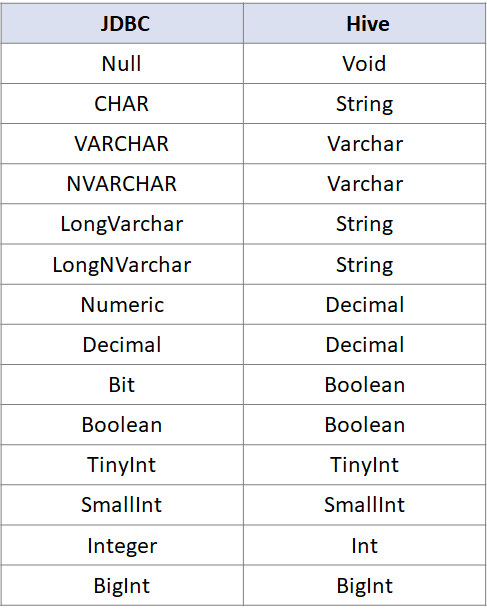 JDBC Hive
Null Void
CHAR String
VARCHAR Varchar
NVARCHAR Varchar
LongVarchar String
LongNVarchar String
Numeric Decimal
Decimal Decimal
Bit Boolean
Boolean Boolean
TinyInt TinyInt
SmallInt SmallInt
Integer Int
BigInt BigInt